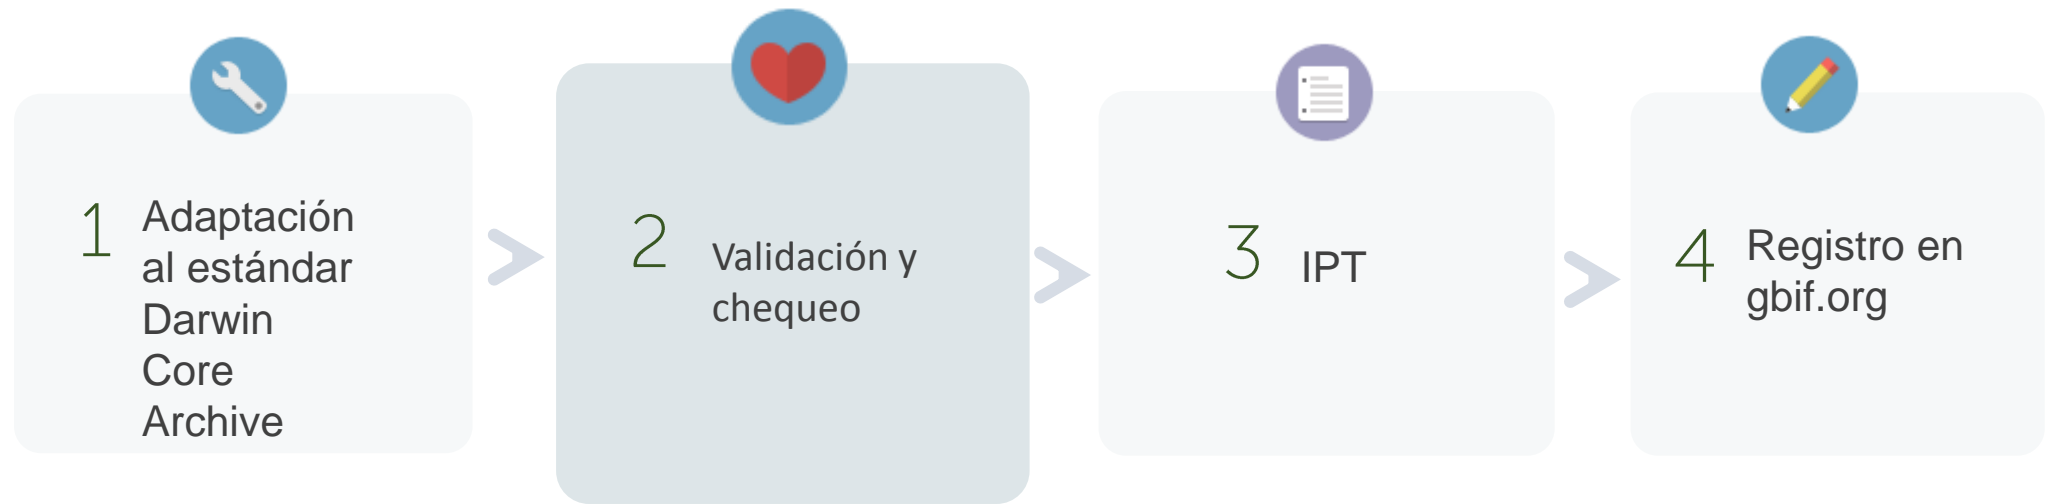 1
Adaptación
al estándar
Darwin
Core
Archive
2
Validación y
chequeo
3
IPT
4
Registro en
gbif.org